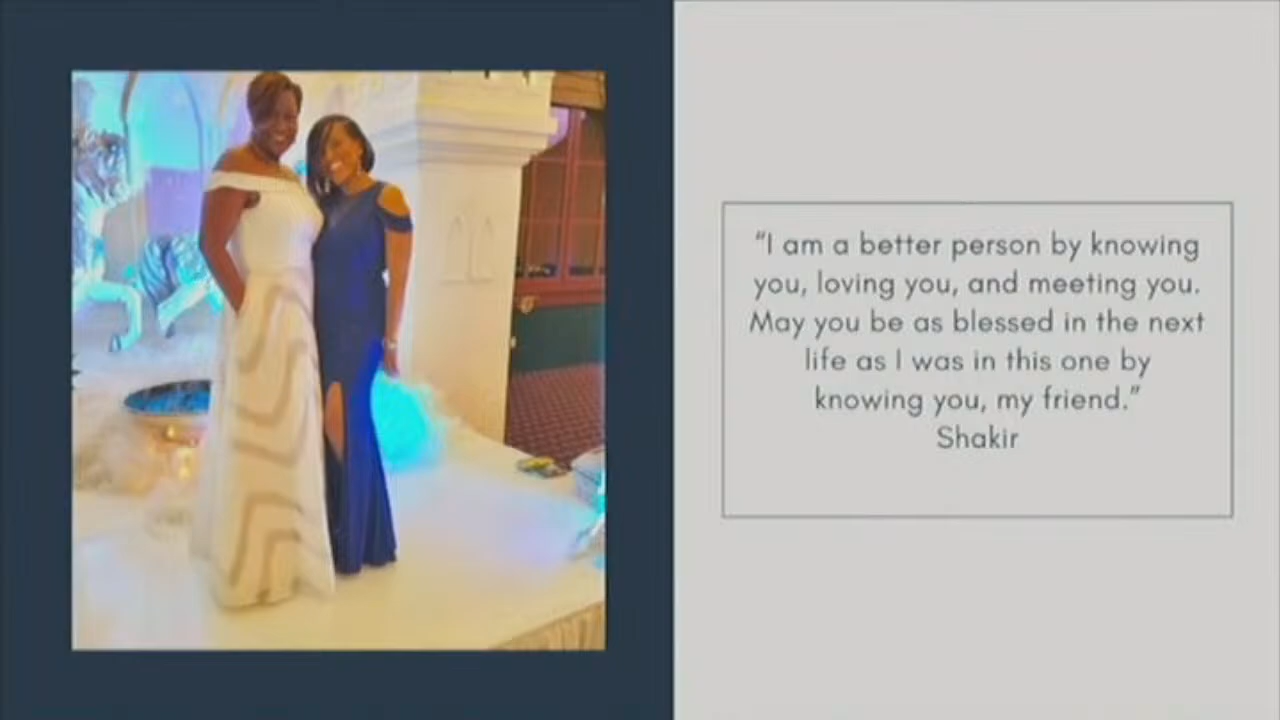 “I am a better person by knowing
you, loving you, and meeting you.
May you be as blessed in the next
life as I was in this one by
knowing you, my friend.”
Shakir